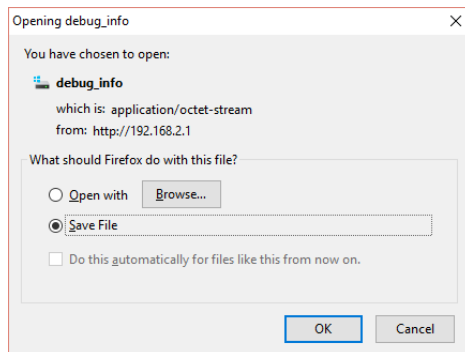 Opening debug_info
You have chosen to open:
debug_info
which is: application/octet-stream
from: http://192.168.2.1
What should Firefox do with this file?
Open with
Browse...
Save File
Do this automatically for files like this from now on.
OK
Cancel